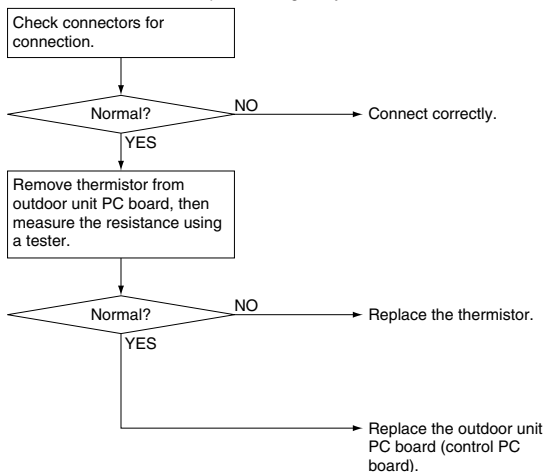 Check connectors for
connection.
Normal?
NO
Connect correctly.
YES
Remove thermistor from
outdoor unit PC board, then
measure the resistance using
a tester.
Normal?
NO
Replace the thermistor.
YES
Replace the outdoor unit
PC board (control PC
board).